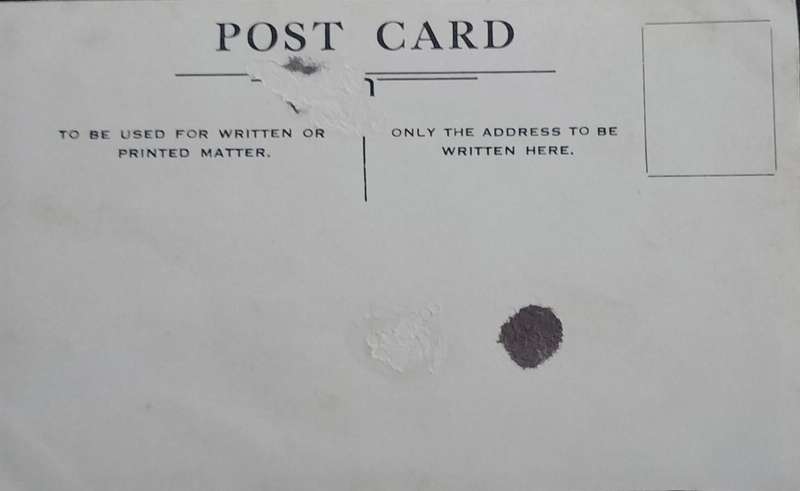 POST CARD
TO BE USED FOR WRITTEN OR
PRINTED MATTER.
ONLY THE ADDRESS TO BE
WRITTEN HERE.